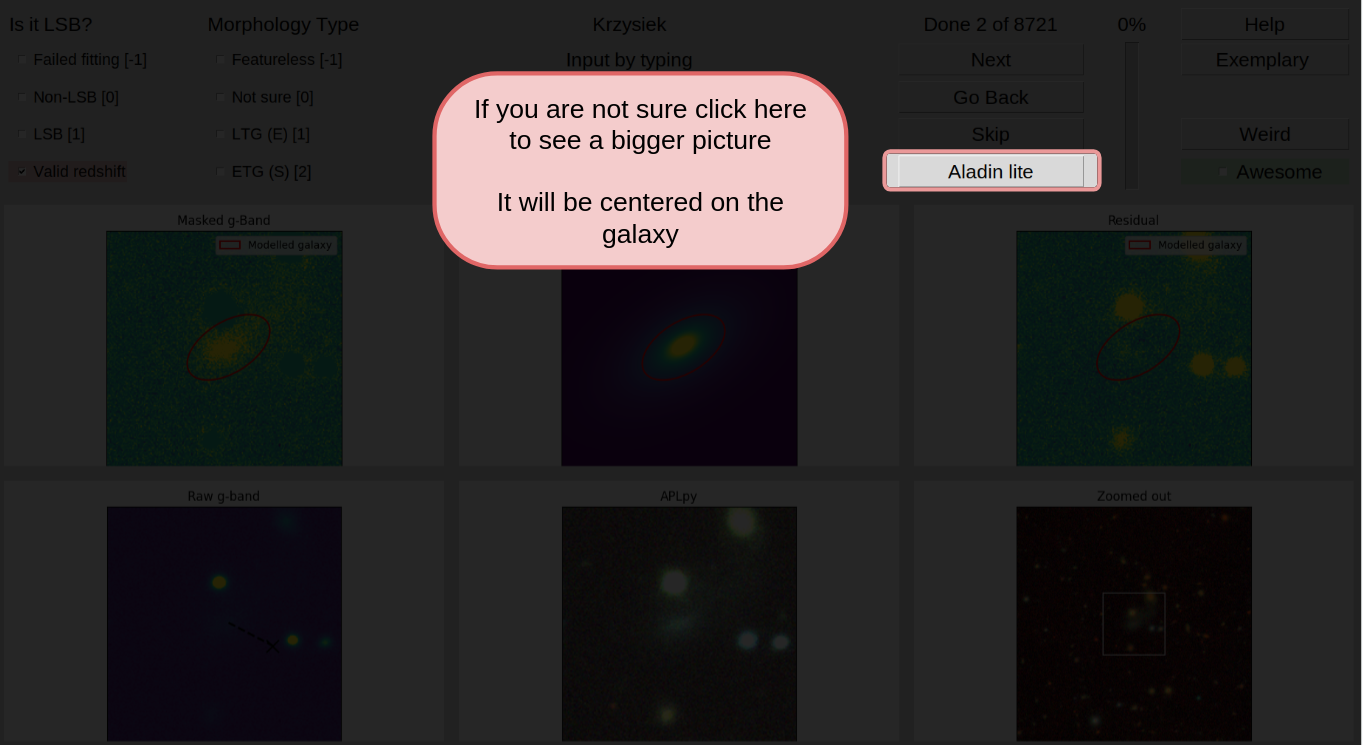 Is it LSB?
Failed fitting [-1]
Non-LSB [0]
LSB [1]
Valid redshift
Morphology Type
Featureless [-1]
Not sure [0]
LTG (E) [1]
ETG (S) [2]
Krzysiek
Input by typing
If you are not sure click here
to see a bigger picture
It will be centered on the
galaxy
Done 2 of 8721
Next
Go Back
Skip
Aladin lite
0%
Help
Exemplary
Weird
Awesome
Masked g-Band
Modelled galaxy
Residual
Modelled galaxy
Raw g-band
APLpy
Zoomed out